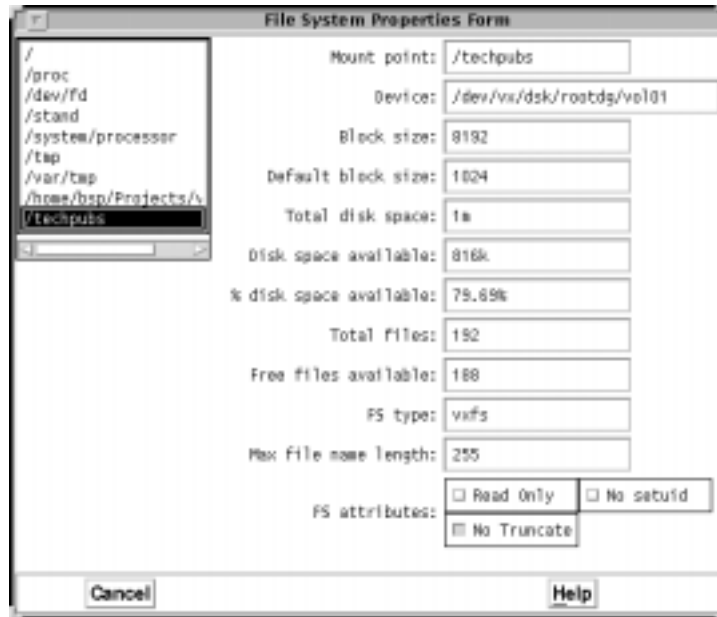 File System Properties Form
/
/proc
/dev/fd
/stand
/system/processor
/tmp
/var/tmp
/home/bsp/Projects/v
/techpubs
Mount point: /techpubs
Device: /dev/vx/dsk/rootdg/vol01
Block size: 8192
Default block size: 1024
Total disk space: 1m
Disk space available: 816k
% disk space available: 79.69%
Total files: 192
Free files available: 188
FS type: vxfs
Max file name length: 255
FS attributes:
Read Only
No setuid
No Truncate
Cancel
Help